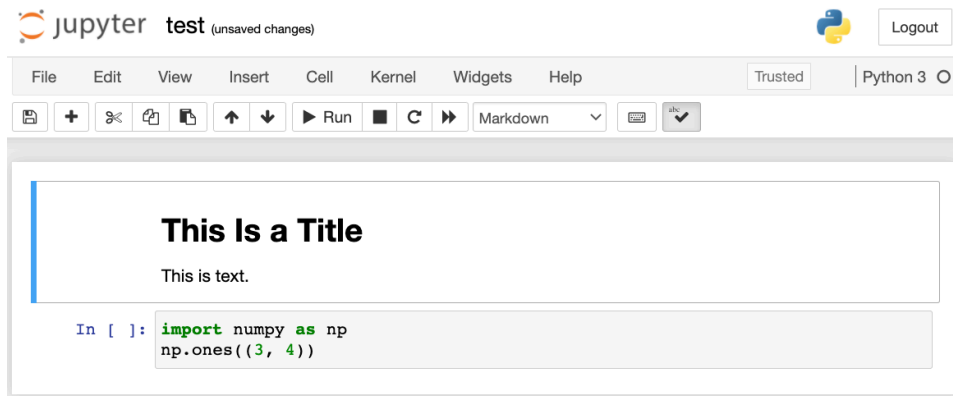 jupyter test (unsaved changes) Logout
File Edit View Insert Cell Kernel Widgets Help Trusted Python 3
Run Markdown abc
This Is a Title
This is text.
In [ ]: import numpy as np
np.ones((3, 4))